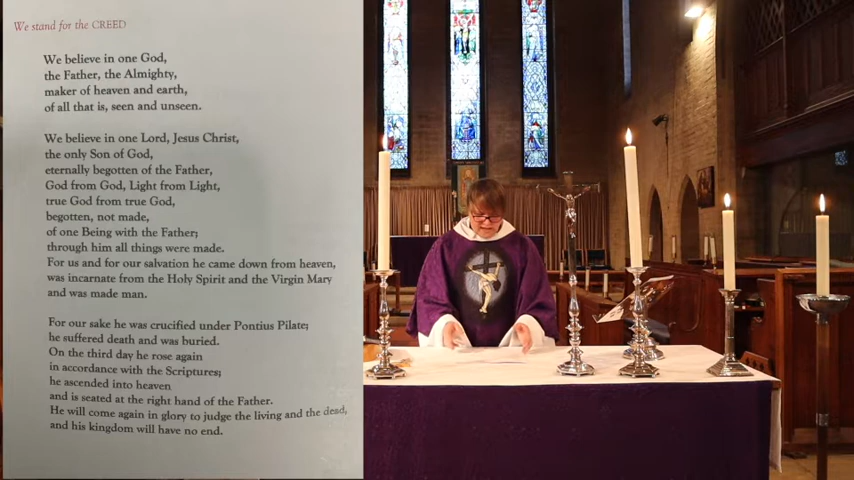 We stand for the CREED
We believe in one God,
the Father, the Almighty,
maker of heaven and earth,
of all that is, seen and unseen.
We believe in one Lord, Jesus Christ,
the only Son of God,
eternally begotten of the Father,
God from God, Light from Light,
true God from true God,
begotten, not made,
of one Being with the Father;
through him all things were made.
For us and for our salvation he came down from heaven,
was incarnate from the Holy Spirit and the Virgin Mary
and was made man.
For our sake he was crucified under Pontius Pilate;
he suffered death and was buried.
On the third day he rose again
in accordance with the Scriptures;
he ascended into heaven
and is seated at the right hand of the Father.
He will come again in glory to judge the living and the dead,
and his kingdom will have no end.